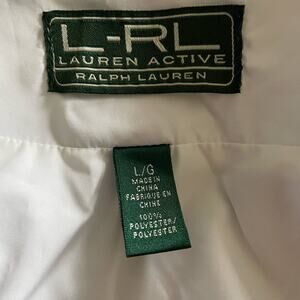 L-RL
LAUREN ACTIVE
RALPH LAUREN
L/G
MADE IN
CHINA
FABRIQUE EN
CHINE
100%
POLYESTER/
POLYESTER